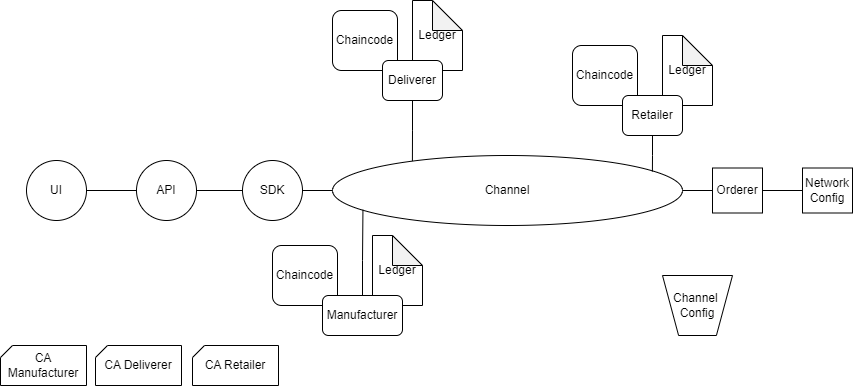 Chaincode
Ledger
Deliverer
Chaincode
Ledger
Retailer
UI
API
SDK
Channel
Orderer
Network
Config
Chaincode
Ledger
Manufacturer
Channel
Config
CA
Manufacturer
CA Deliverer
CA Retailer